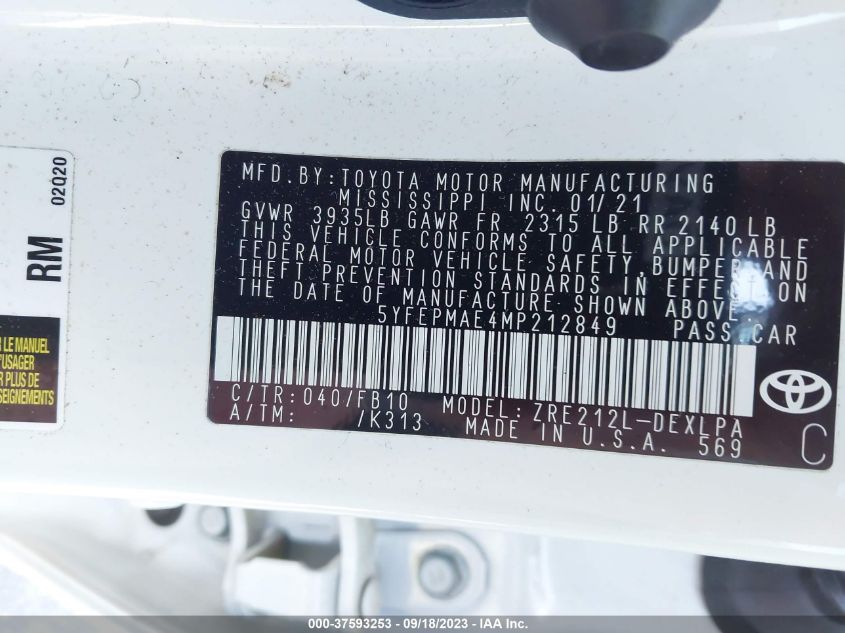 MFD.BY:TOYOTA MOTOR MANUFACTURING
MISSISSIPPI INC. 01/21
GVWR 3935LB GAWR FR 2315 LB RR 2140 LB
THIS VEHICLE CONFORMS TO ALL APPLICABLE
FEDERAL MOTOR VEHICLE SAFETY, BUMPER, AND
THEFT PREVENTION STANDARDS IN EFFECT ON
THE DATE OF MANUFACTURE SHOWN ABOVE.
5YFEPMAE4MP212849 PASS.CAR
C/TR: 040/FB10 MODEL: ZRE212L-DEXLPA
A/TM: /K313 MADE IN U.S.A. 569
C
RM 02Q20
LE MANUEL
'USAGER
PLUS DE
SEIGNEMENTS
000-37593253 - 09/18/2023 - IAA Inc.